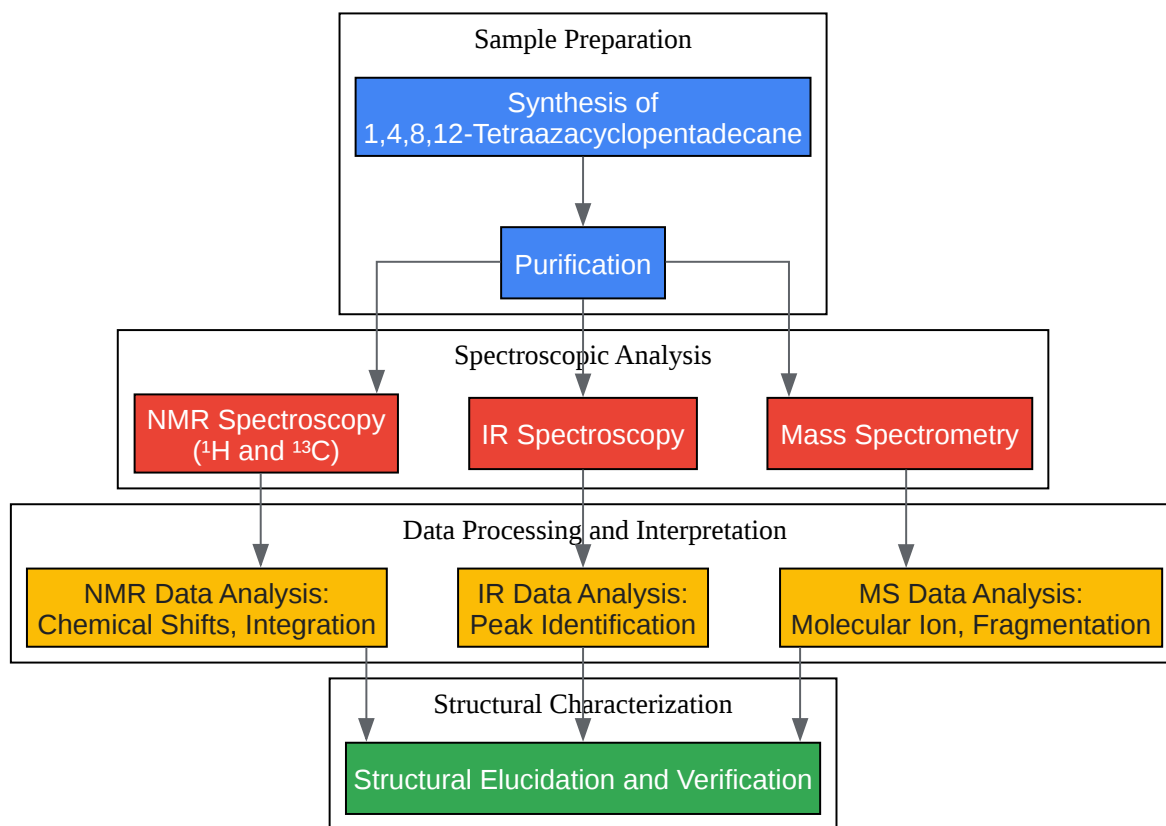 Sample Preparation
Synthesis of
1,4,8,12-Tetraazacyclopentadecane
Purification
Spectroscopic Analysis
NMR Spectroscopy
(¹H and ¹³C)
IR Spectroscopy
Mass Spectrometry
Data Processing and Interpretation
NMR Data Analysis:
Chemical Shifts, Integration
IR Data Analysis:
Peak Identification
MS Data Analysis:
Molecular Ion, Fragmentation
Structural Characterization
Structural Elucidation and Verification